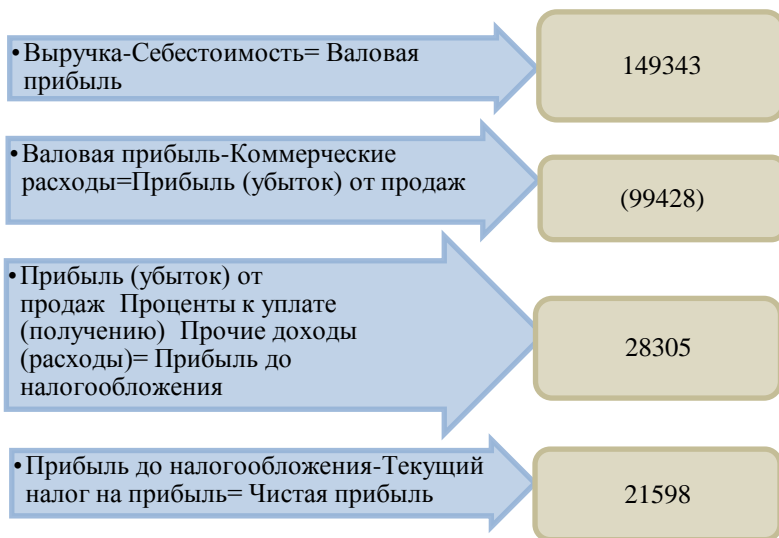 •Выручка-Себестоимость= Валовая
прибыль
149343
•Валовая прибыль-Коммерческие
расходы=Прибыль (убыток) от продаж
(99428)
•Прибыль (убыток) от
продаж Проценты к уплате
(получению) Прочие доходы
(расходы)= Прибыль до
налогообложения
28305
•Прибыль до налогообложения-Текущий
налог на прибыль= Чистая прибыль
21598